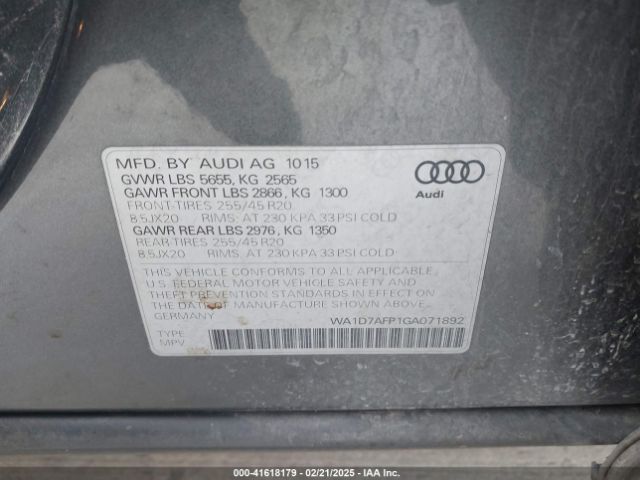 MFD. BY AUDI AG 1015
GVWR LBS 5655, KG 2565
GAWR FRONT LBS 2866, KG 1300
FRONT-TIRES 255/45 R20
8.5JX20 RIMS: AT 230 KPA 33 PSI COLD
GAWR REAR LBS 2976, KG 1350
REAR-TIRES 255/45 R20
8.5JX20 RIMS: AT 230 KPA 33 PSI COLD
Audi
THIS VEHICLE CONFORMS TO ALL APPLICABLE
U.S. FEDERAL MOTOR VEHICLE SAFETY AND
THEFT PREVENTION STANDARDS IN EFFECT ON
THE DATE OF MANUFACTURE SHOWN ABOVE.
GERMANY WA1D7AFP1GA071892
TYPE
MPV
000-41618179 - 02/21/2025 - IAA Inc.